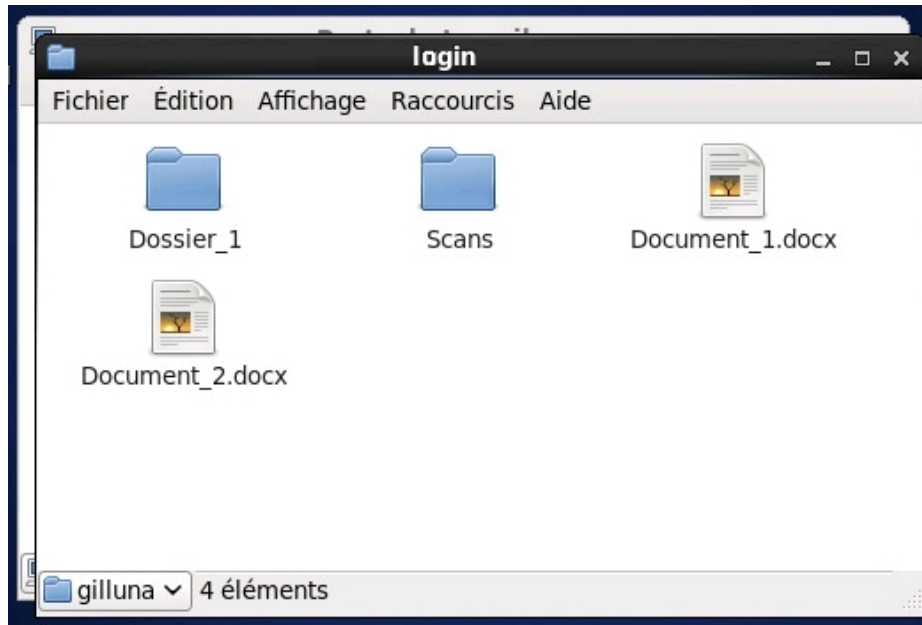 login
Fichier Édition Affichage Raccourcis Aide
Dossier_1 Scans Document_1.docx
Document_2.docx
gilluna 4 éléments